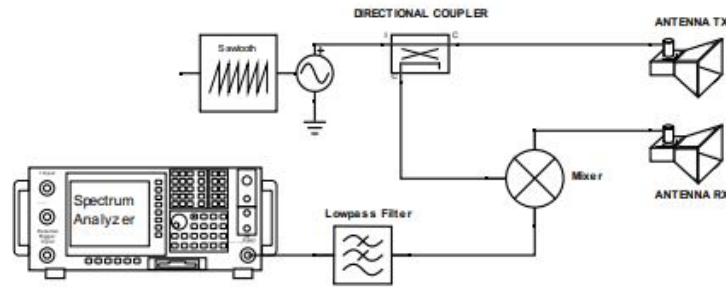 DIRECTIONAL COUPLER
ANTENNA TX
Sawtooth
I
C
C
Spectrum
Analyzer
Lowpass Filter
Mixer
ANTENNA RX